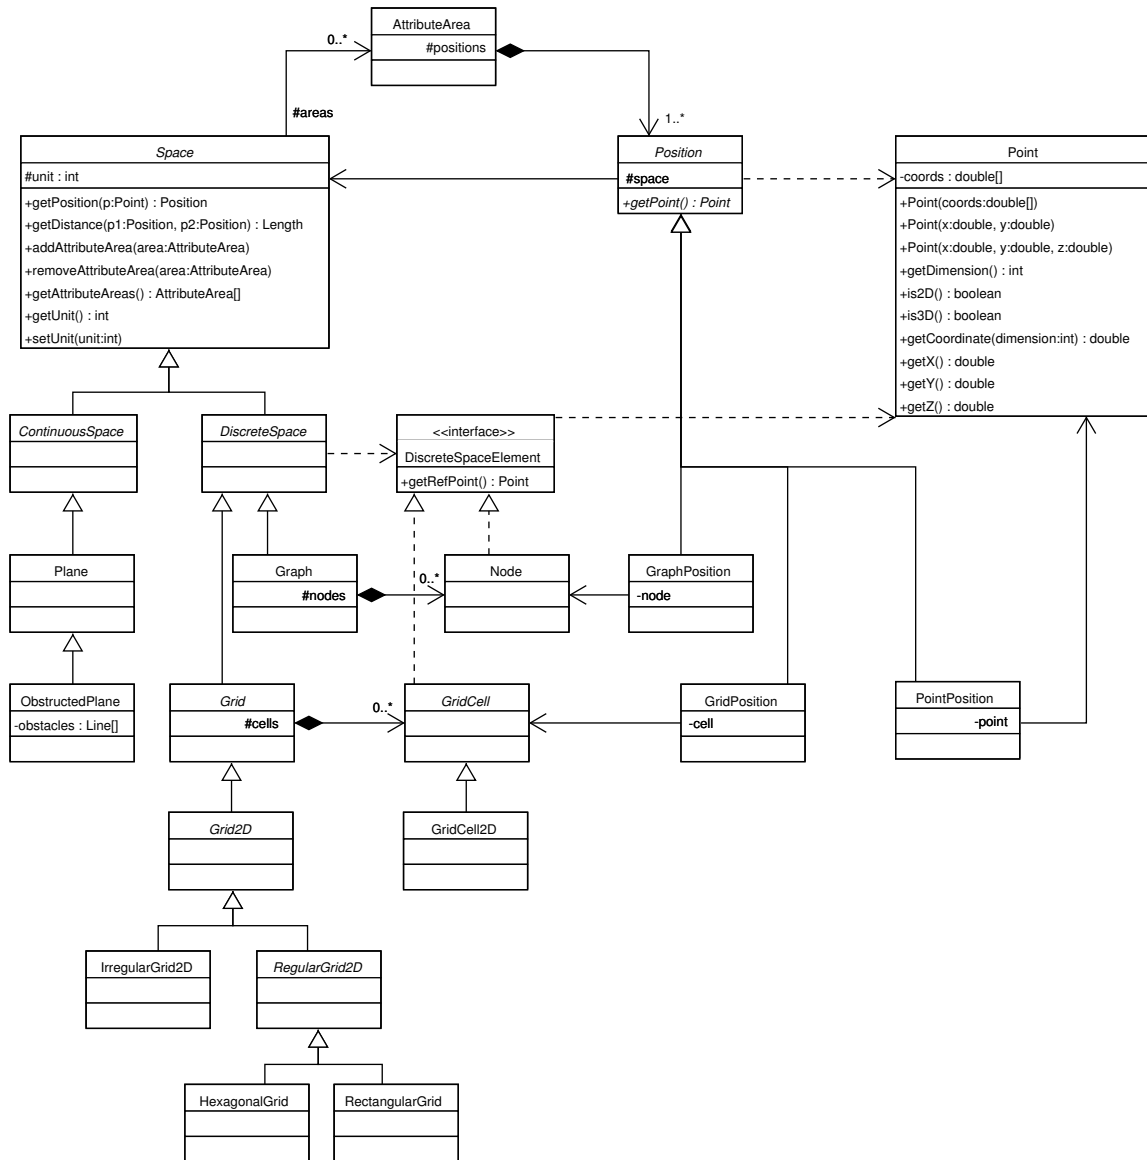 AttributeArea
0..*
#positions
#areas
1..*
Space
#unit : int
+getPosition(p:Point) : Position
+getDistance(p1:Position, p2:Position) : Length
+addAttributeArea(area:AttributeArea)
+removeAttributeArea(area:AttributeArea)
+getAttributeAreas() : AttributeArea[]
+getUnit() : int
+setUnit(unit:int)
Position
#space
+getPoint() : Point
Point
-coords : double[]
+Point(coords:double[])
+Point(x:double, y:double)
+Point(x:double, y:double, z:double)
+getDimension() : int
+is2D() : boolean
+is3D() : boolean
+getCoordinate(dimension:int) : double
+getX() : double
+getY() : double
+getZ() : double
ContinuousSpace
DiscreteSpace
<<interface>>
DiscreteSpaceElement
+getRefPoint() : Point
Plane
Graph
#nodes
0..*
Node
GraphPosition
-node
ObstructedPlane
-obstacles : Line[]
Grid
#cells
0..*
GridCell
GridPosition
-cell
PointPosition
-point
Grid2D
GridCell2D
IrregularGrid2D
RegularGrid2D
HexagonalGrid
RectangularGrid